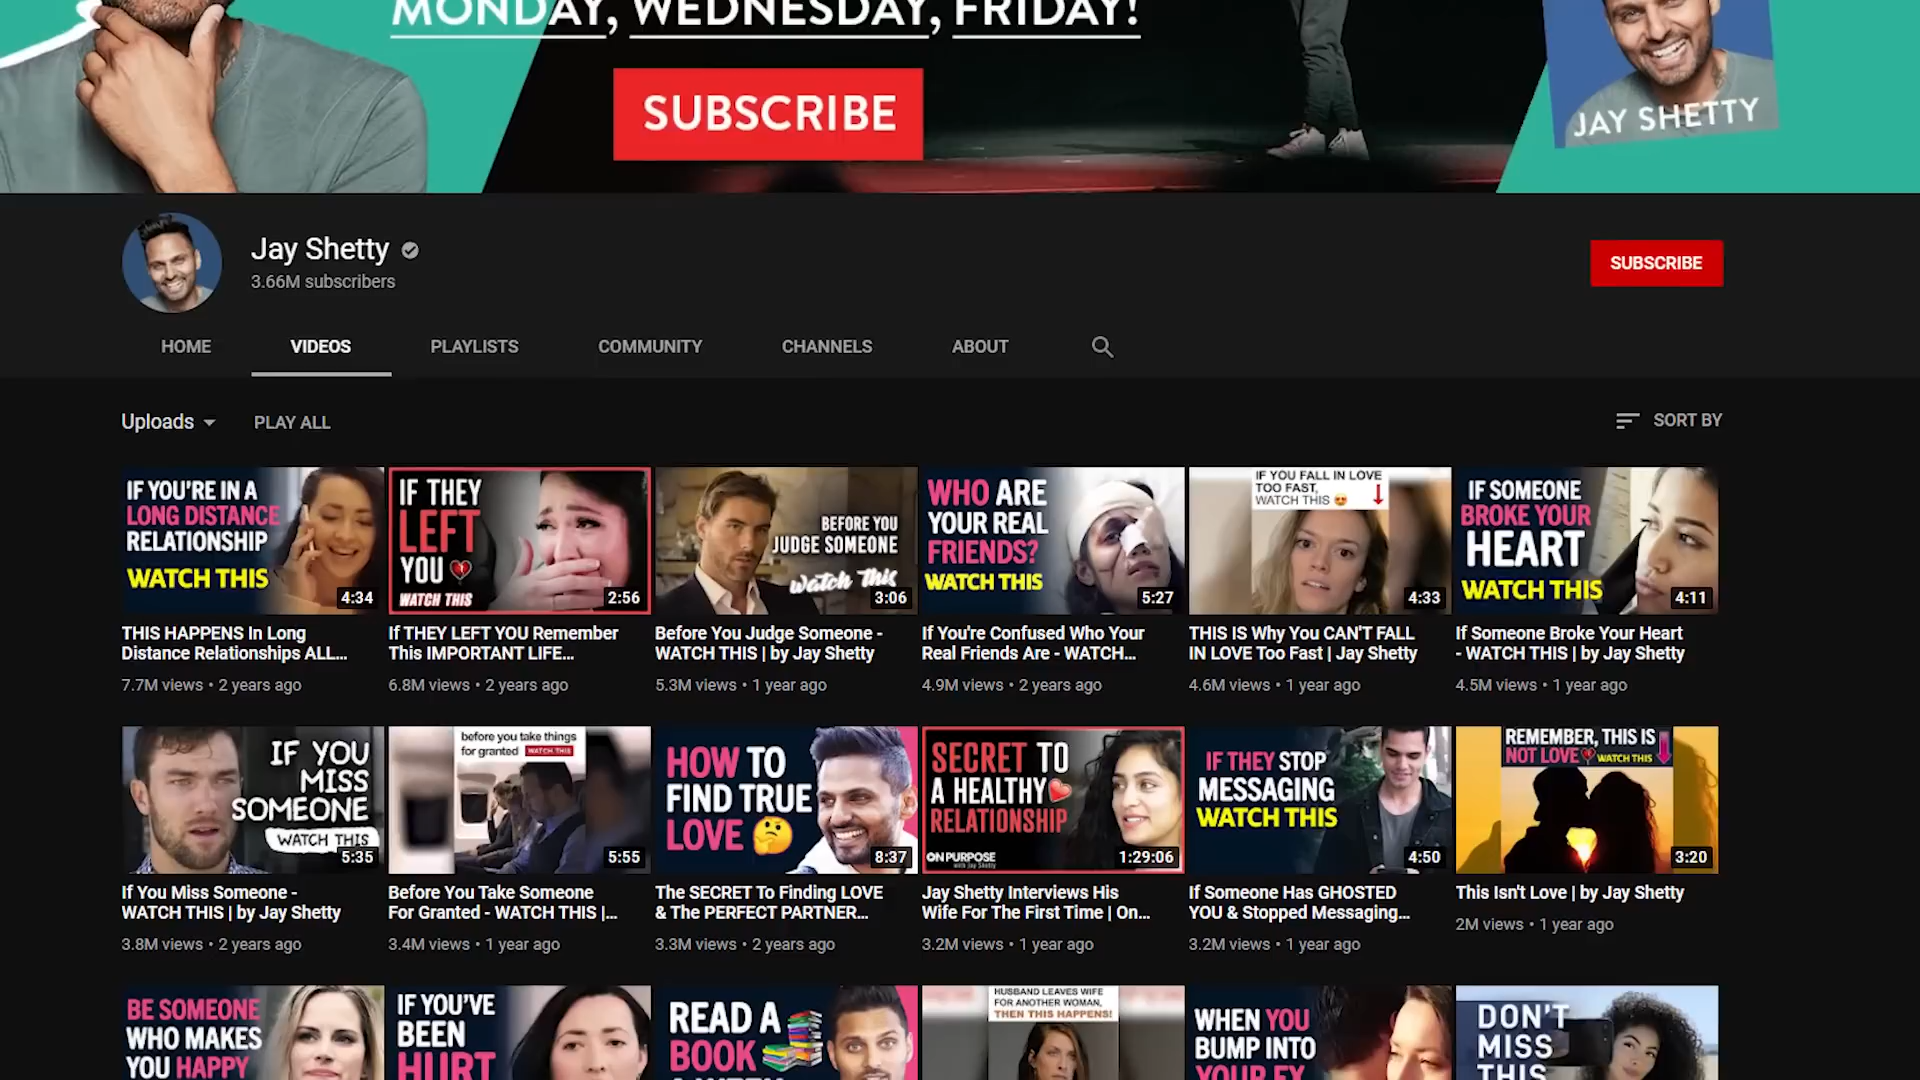 MONDAY, WEDNESDAY, FRIDAY!
SUBSCRIBE
JAY SHETTY
Jay Shetty
3.66M subscribers
SUBSCRIBE
HOME
VIDEOS
PLAYLISTS
COMMUNITY
CHANNELS
ABOUT
Uploads
PLAY ALL
SORT BY
IF YOU'RE IN A
LONG DISTANCE
RELATIONSHIP
WATCH THIS
4:34
THIS HAPPENS In Long
Distance Relationships ALL...
7.7M views • 2 years ago
IF THEY
LEFT
YOU
WATCH THIS
2:56
If THEY LEFT YOU Remember
This IMPORTANT LIFE...
6.8M views • 2 years ago
BEFORE YOU
JUDGE SOMEONE
watch this
3:06
Before You Judge Someone -
WATCH THIS | by Jay Shetty
5.3M views • 1 year ago
WHO ARE
YOUR REAL
FRIENDS?
WATCH THIS
5:27
If You're Confused Who Your
Real Friends Are - WATCH...
4.9M views • 2 years ago
IF YOU FALL IN LOVE
TOO FAST,
WATCH THIS
4:33
THIS IS Why You CAN'T FALL
IN LOVE Too Fast | Jay Shetty
4.6M views • 1 year ago
IF SOMEONE
BROKE YOUR
HEART
WATCH THIS
4:11
If Someone Broke Your Heart
- WATCH THIS | by Jay Shetty
4.5M views • 1 year ago
IF YOU
MISS
SOMEONE
WATCH THIS
5:35
If You Miss Someone -
WATCH THIS | by Jay Shetty
3.8M views • 2 years ago
before you take things
for granted WATCH THIS
5:55
Before You Take Someone
For Granted - WATCH THIS |...
3.4M views • 1 year ago
HOW TO
FIND TRUE
LOVE
8:37
The SECRET To Finding LOVE
& The PERFECT PARTNER...
3.3M views • 2 years ago
SECRET TO
A HEALTHY
RELATIONSHIP
ON PURPOSE
with Jay Shetty
1:29:06
Jay Shetty Interviews His
Wife For The First Time | On...
3.2M views • 1 year ago
IF THEY STOP
MESSAGING
WATCH THIS
4:50
If Someone Has GHOSTED
YOU & Stopped Messaging...
3.2M views • 1 year ago
REMEMBER, THIS IS
NOT LOVE WATCH THIS
3:20
This Isn't Love | by Jay Shetty
2M views • 1 year ago
BE SOMEONE
WHO MAKES
YOU HAPPY
IF YOU'VE
BEEN
HURT
READ A
BOOK
HUSBAND LEAVES WIFE
FOR ANOTHER WOMAN,
THEN THIS HAPPENS!
WHEN YOU
BUMP INTO
YOUR EX
DON'T
MISS
THIS